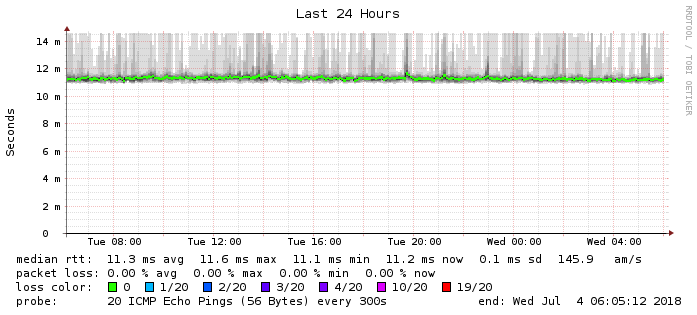 Last 24 Hours
RRDTOOL / TOBI OETIKER
Seconds
14 m
12 m
10 m
8 m
6 m
4 m
2 m
0
Tue 08:00 Tue 12:00 Tue 16:00 Tue 20:00 Wed 00:00 Wed 04:00
median rtt: 11.3 ms avg 11.6 ms max 11.1 ms min 11.2 ms now 0.1 ms sd 145.9 am/s
packet loss: 0.00 % avg 0.00 % max 0.00 % min 0.00 % now
loss color: 0 1/20 2/20 3/20 4/20 10/20 19/20
probe: 20 ICMP Echo Pings (56 Bytes) every 300s end: Wed Jul 4 06:05:12 2018